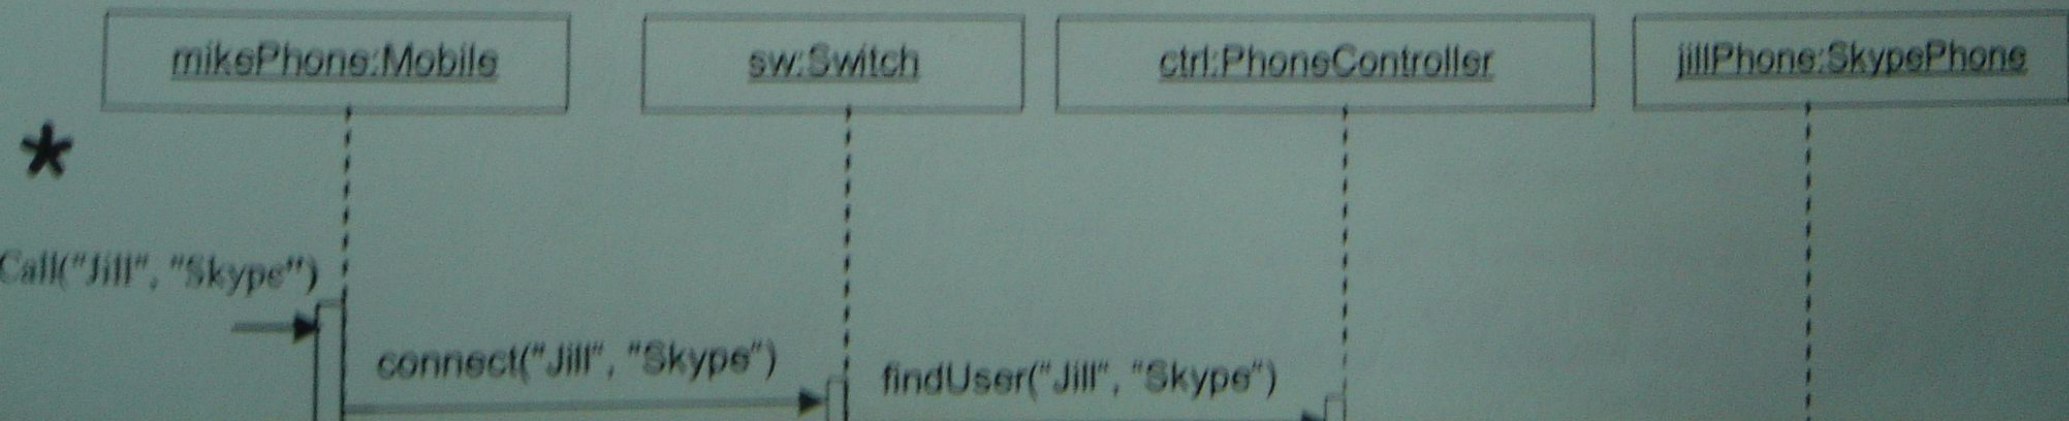 mikePhone:Mobile
sw:Switch
ctrl:PhoneController
jillPhone:SkypePhone
*
Call("Jill", "Skype")
connect("Jill", "Skype")
findUser("Jill", "Skype")